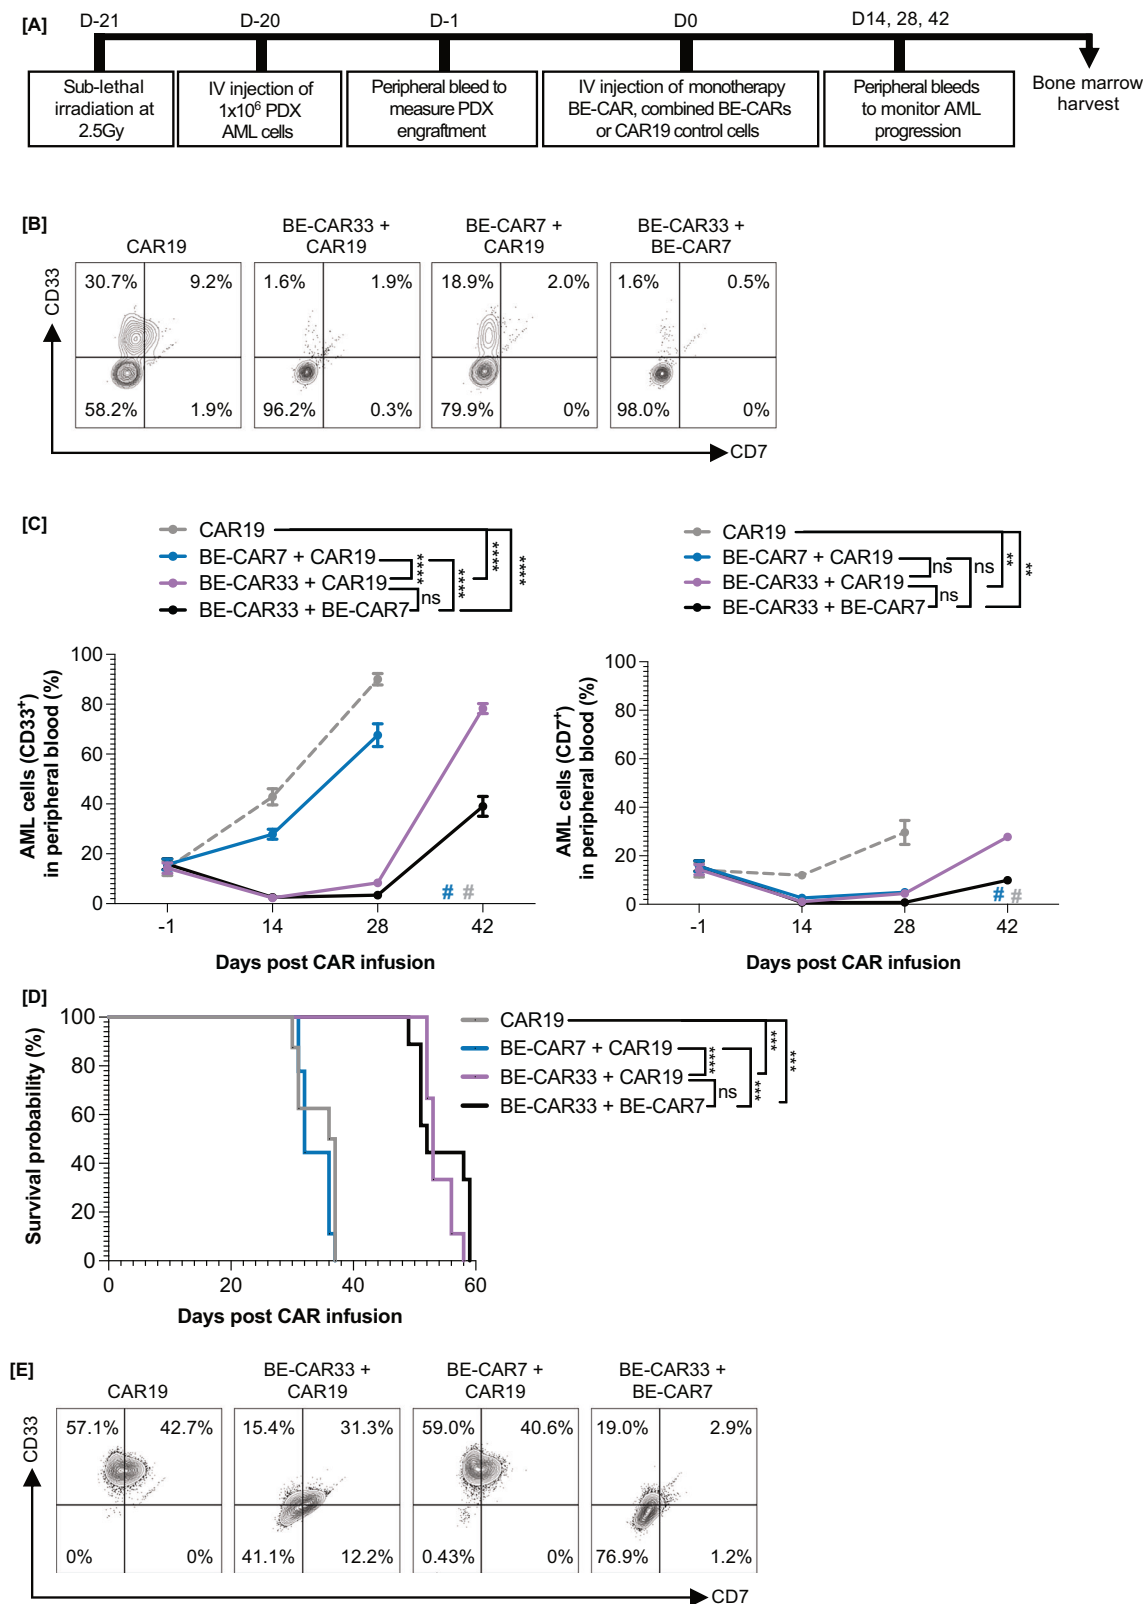 [A]
D-21
D-20
D-1
D0
D14, 28, 42
Sub-lethal
irradiation at
2.5Gy
IV injection of
1x10⁶ PDX
AML cells
Peripheral bleed to
measure PDX
engraftment
IV injection of monotherapy
BE-CAR, combined BE-CARs
or CAR19 control cells
Peripheral bleeds
to monitor AML
progression
Bone marrow
harvest
[B]
CAR19
BE-CAR33 +
CAR19
BE-CAR7 +
CAR19
BE-CAR33 +
BE-CAR7
CD33
30.7% 9.2%
58.2% 1.9%
1.6% 1.9%
96.2% 0.3%
18.9% 2.0%
79.9% 0%
1.6% 0.5%
98.0% 0%
CD7
[C]
CAR19
BE-CAR7 + CAR19
BE-CAR33 + CAR19
BE-CAR33 + BE-CAR7
****
ns
****
****
****
AML cells (CD33⁺)
in peripheral blood (%)
100
80
60
40
20
0
# #
-1 14 28 42
Days post CAR infusion
CAR19
BE-CAR7 + CAR19
BE-CAR33 + CAR19
BE-CAR33 + BE-CAR7
ns
ns
ns
**
**
AML cells (CD7⁺)
in peripheral blood (%)
100
80
60
40
20
0
# #
-1 14 28 42
Days post CAR infusion
[D]
Survival probability (%)
100
80
60
40
20
0
0 20 40 60
Days post CAR infusion
CAR19
BE-CAR7 + CAR19
BE-CAR33 + CAR19
BE-CAR33 + BE-CAR7
****
ns
***
***
***
[E]
CAR19
BE-CAR33 +
CAR19
BE-CAR7 +
CAR19
BE-CAR33 +
BE-CAR7
CD33
57.1% 42.7%
0% 0%
15.4% 31.3%
41.1% 12.2%
59.0% 40.6%
0.43% 0%
19.0% 2.9%
76.9% 1.2%
CD7